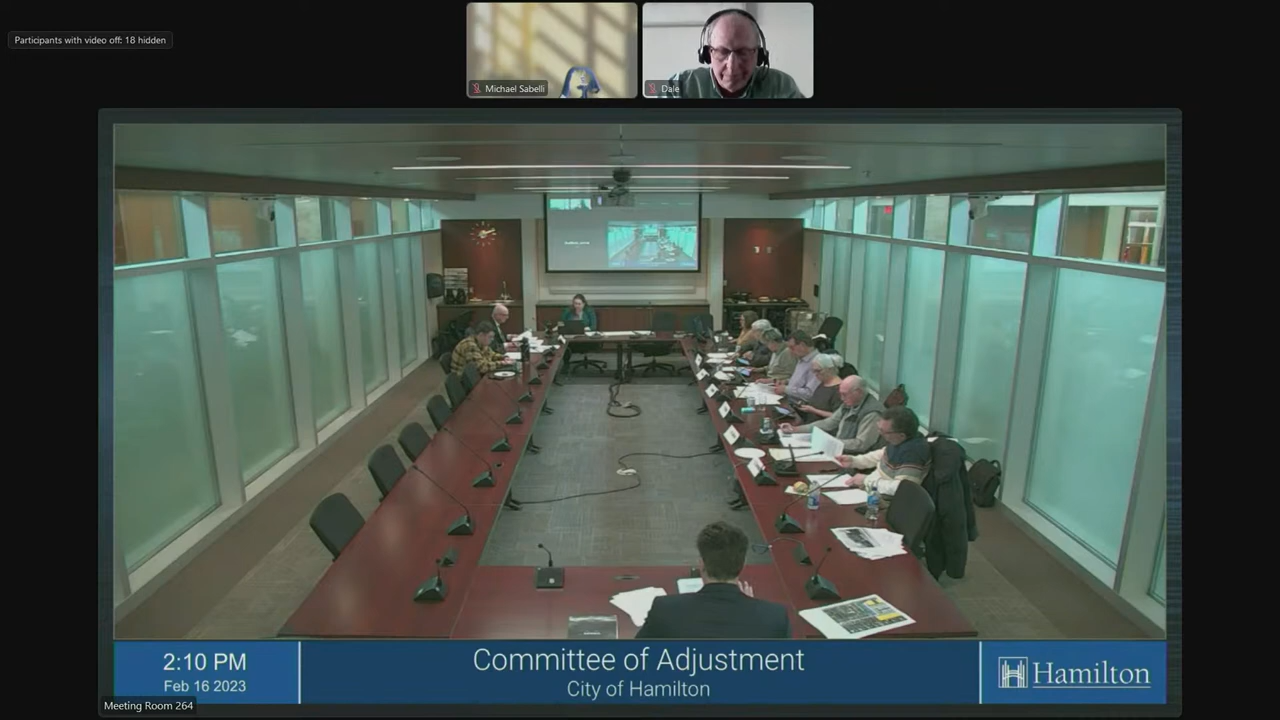 Participants with video off: 18 hidden
Michael Sabelli
Dale
2:10 PM
Feb 16 2023
Committee of Adjustment
City of Hamilton
Hamilton
Meeting Room 264